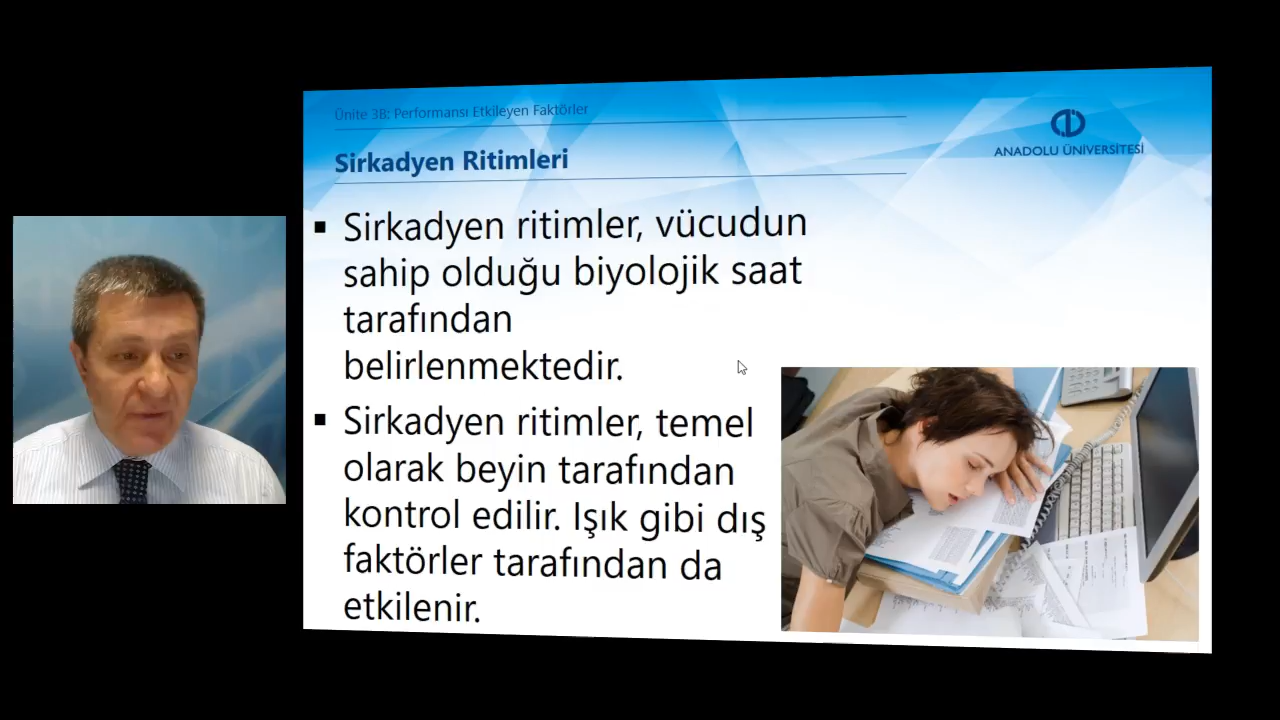 Ünite 3B: Performansı Etkileyen Faktörler
ANADOLU ÜNİVERSİTESİ
Sirkadyen Ritimleri
▪ Sirkadyen ritimler, vücudun
sahip olduğu biyolojik saat
tarafından
belirlenmektedir.
▪ Sirkadyen ritimler, temel
olarak beyin tarafından
kontrol edilir. Işık gibi dış
faktörler tarafından da
etkilenir.